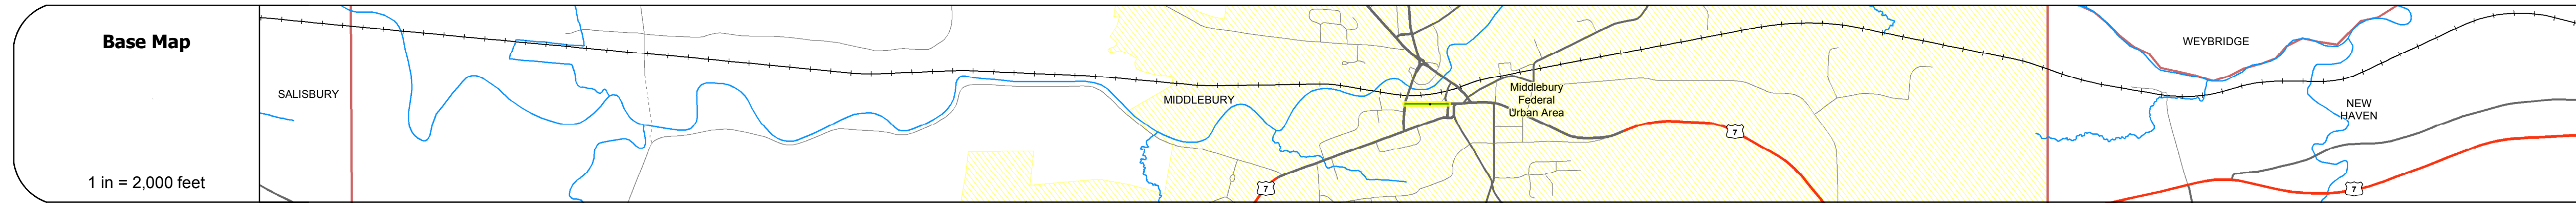 Base Map
1 in = 2,000 feet
SALISBURY
MIDDLEBURY
Middlebury
Federal
Urban Area
7
7
WEYBRIDGE
NEW
HAVEN
7